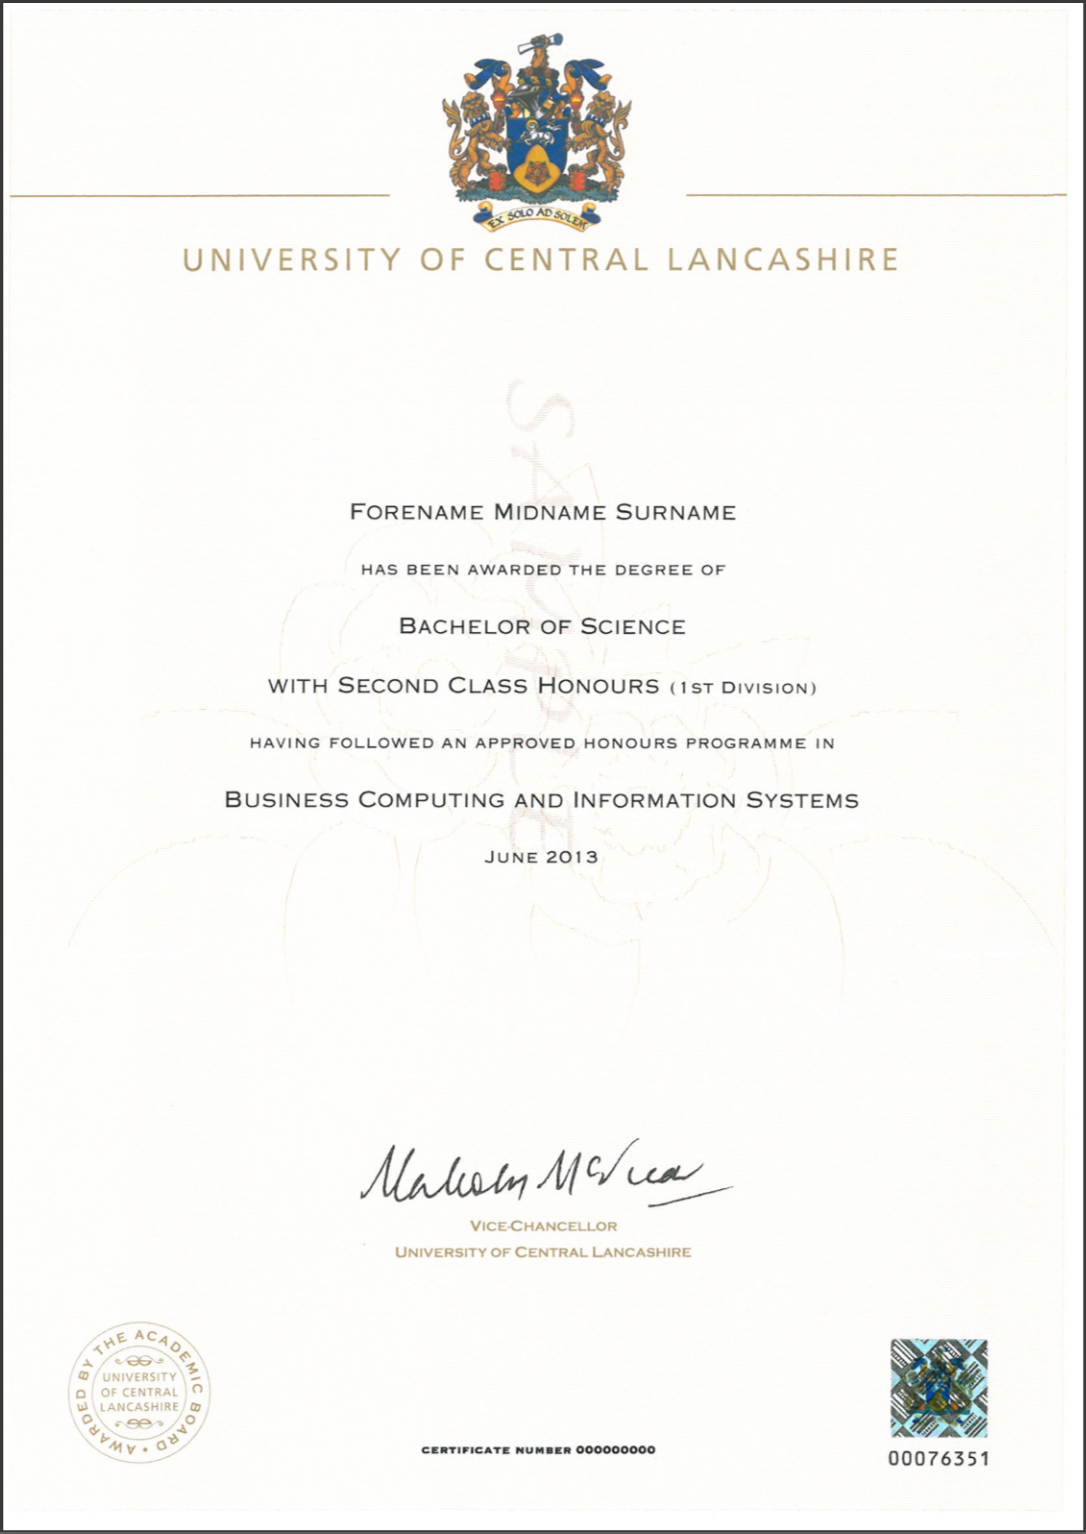 EX SOLO AD SOLEM
UNIVERSITY OF CENTRAL LANCASHIRE
FORENAME MIDNAME SURNAME
HAS BEEN AWARDED THE DEGREE OF
BACHELOR OF SCIENCE
WITH SECOND CLASS HONOURS (1ST DIVISION)
HAVING FOLLOWED AN APPROVED HONOURS PROGRAMME IN
BUSINESS COMPUTING AND INFORMATION SYSTEMS
JUNE 2013
Malcolm McVicar
VICE-CHANCELLOR
UNIVERSITY OF CENTRAL LANCASHIRE
AWARDED BY THE ACADEMIC BOARD •
UNIVERSITY
OF CENTRAL
LANCASHIRE
CERTIFICATE NUMBER 000000000
00076351